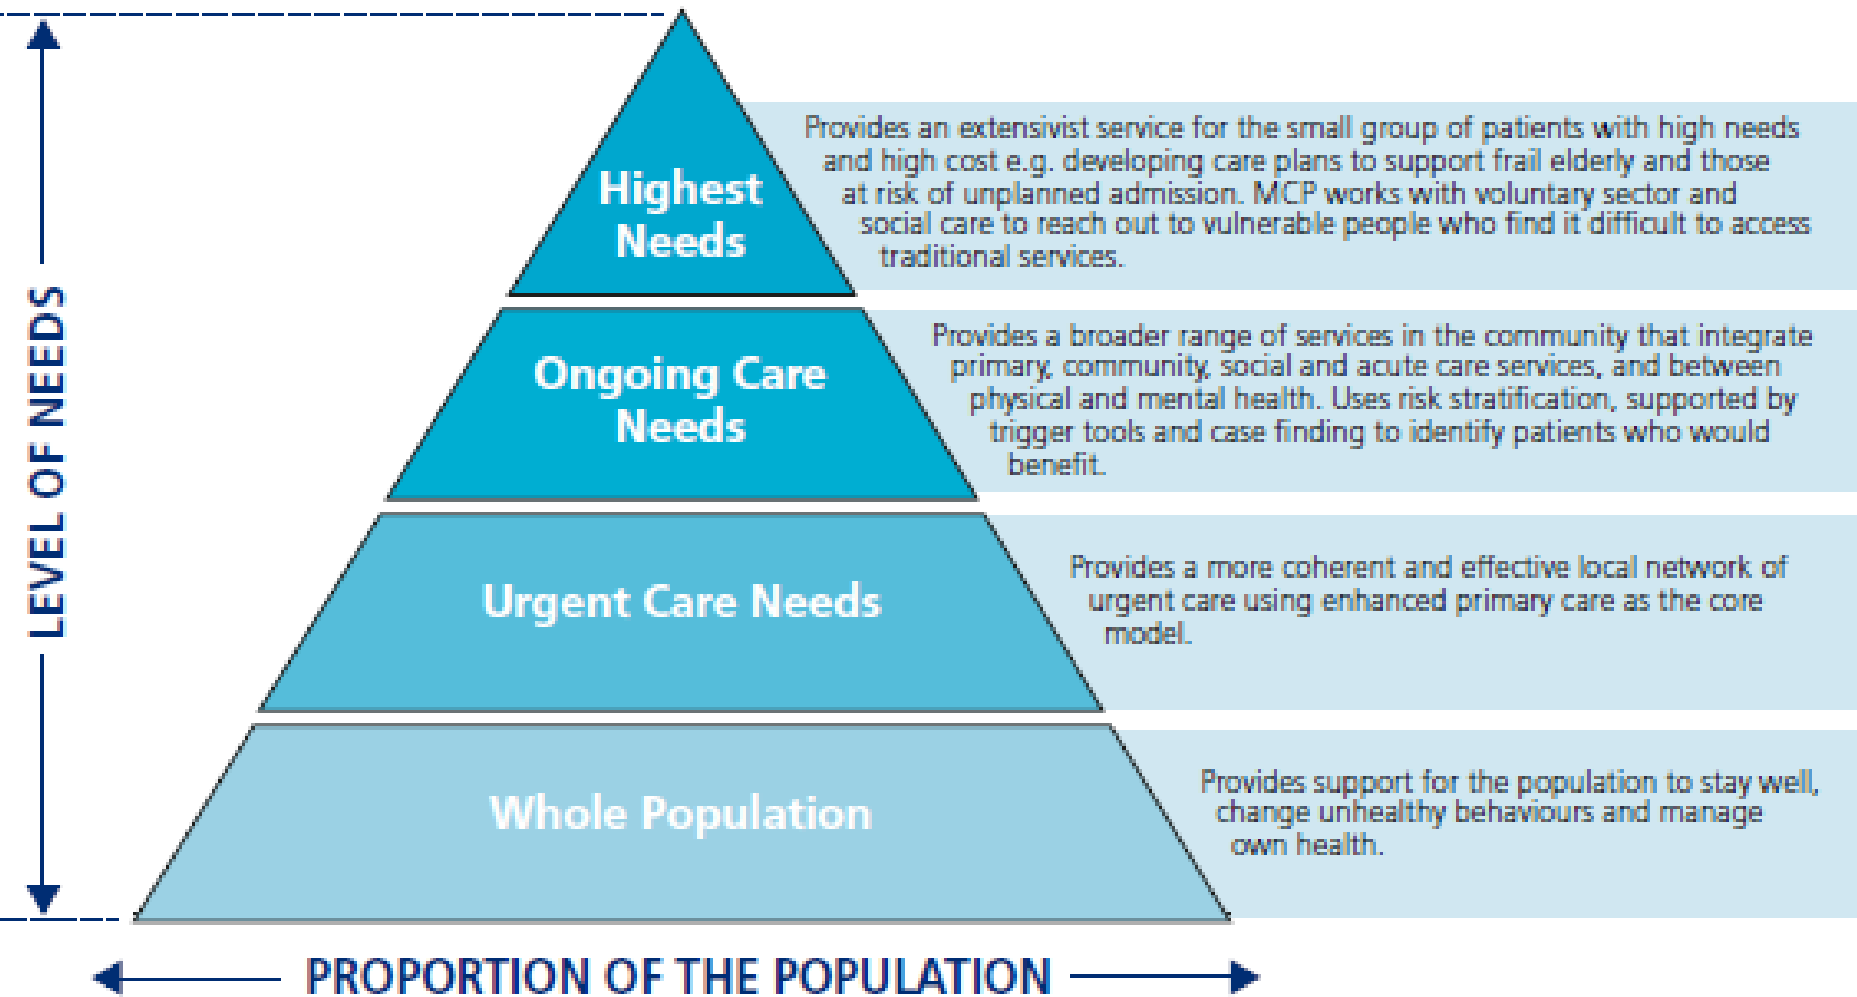 Highest
Needs
Provides an extensivist service for the small group of patients with high needs
and high cost e.g. developing care plans to support frail elderly and those
at risk of unplanned admission. MCP works with voluntary sector and
social care to reach out to vulnerable people who find it difficult to access
traditional services.
Ongoing Care
Needs
Provides a broader range of services in the community that integrate
primary, community, social and acute care services, and between
physical and mental health. Uses risk stratification, supported by
trigger tools and case finding to identify patients who would
benefit.
LEVEL OF NEEDS
Urgent Care Needs
Provides a more coherent and effective local network of
urgent care using enhanced primary care as the core
model.
Whole Population
Provides support for the population to stay well,
change unhealthy behaviours and manage
own health.
PROPORTION OF THE POPULATION